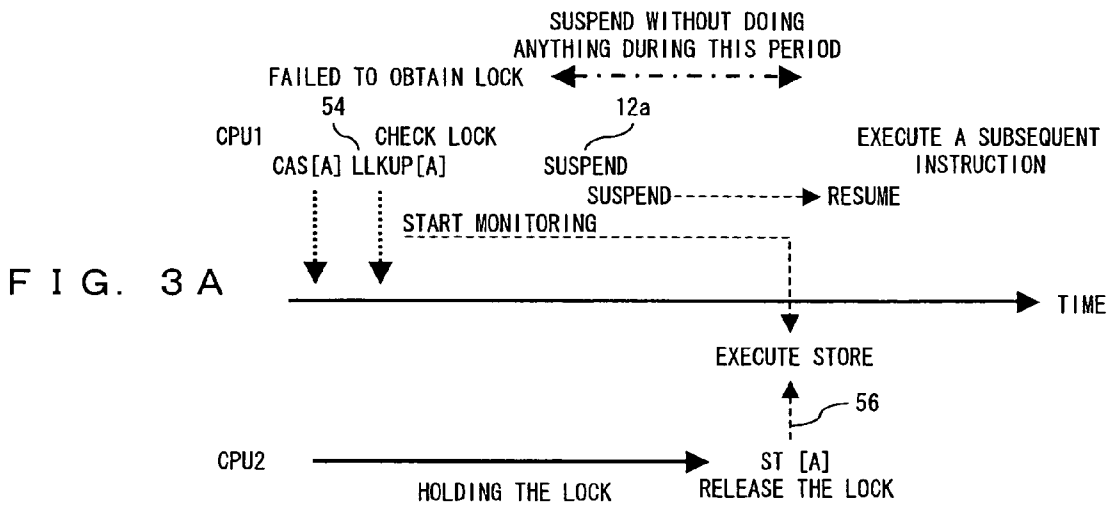 SUSPEND WITHOUT DOING
ANYTHING DURING THIS PERIOD
FAILED TO OBTAIN LOCK
54
12a
CPU1
CHECK LOCK
EXECUTE A SUBSEQUENT
INSTRUCTION
CAS[A] LLKUP[A]
SUSPEND
SUSPEND
RESUME
START MONITORING
FIG. 3A
TIME
EXECUTE STORE
56
CPU2
ST [A]
HOLDING THE LOCK
RELEASE THE LOCK